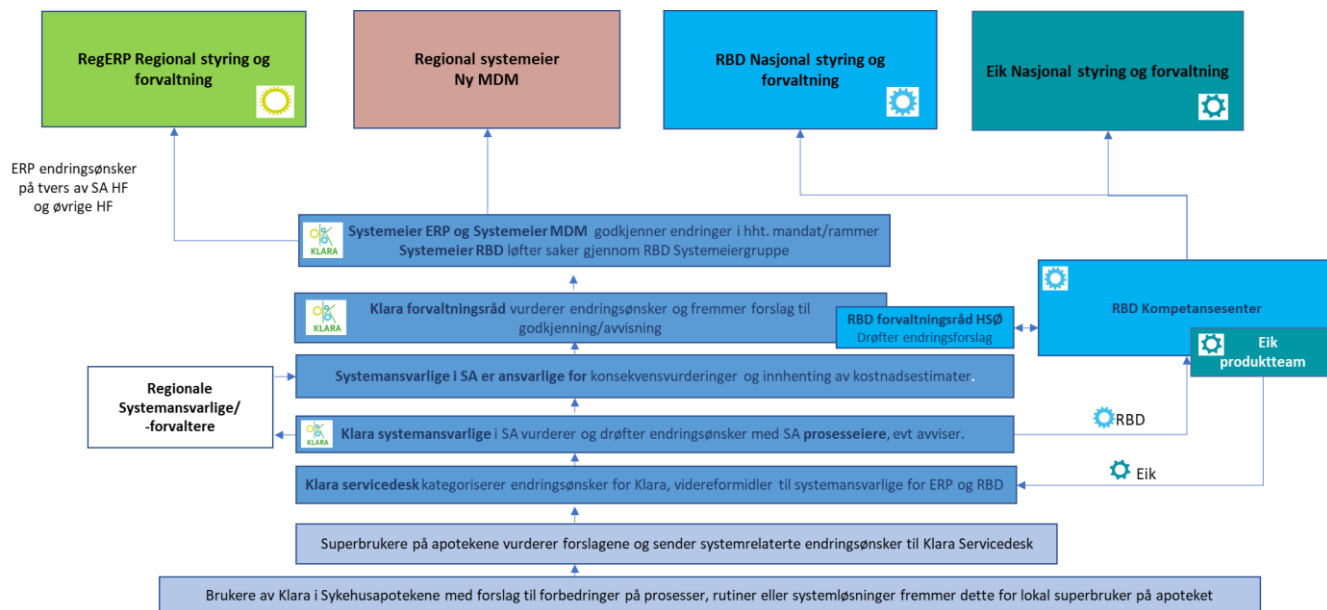 RegERP Regional styring og
forvaltning
Regional systemeier
Ny MDM
RBD Nasjonal styring og
forvaltning
Eik Nasjonal styring og forvaltning
ERP endringsønsker
på tvers av SA HF
og øvrige HF
KLARA
Systemeier ERP og Systemeier MDM godkjenner endringer i hht. mandat/rammer
Systemeier RBD løfter saker gjennom RBD Systemeiergruppe
KLARA
Klara forvaltningsråd vurderer endringsønsker og fremmer forslag til
godkjenning/avvisning
RBD forvaltningsråd HSØ
Drøfter endringsforslag
RBD Kompetansesenter
Eik
produktteam
Systemansvarlige i SA er ansvarlige for konsekvensvurderinger og innhenting av kostnadsestimater.
Regionale
Systemansvarlige/
-forvaltere
KLARA
Klara systemansvarlige i SA vurderer og drøfter endringsønsker med SA prosesseiere, evt avviser.
RBD
Eik
Klara servicedesk kategoriserer endringsønsker for Klara, videreformidler til systemansvarlige for ERP og RBD
Superbrukere på apotekene vurderer forslagene og sender systemrelaterte endringsønsker til Klara Servicedesk
Brukere av Klara i Sykehusapotekene med forslag til forbedringer på prosesser, rutiner eller systemløsninger fremmer dette for lokal superbruker på apoteket